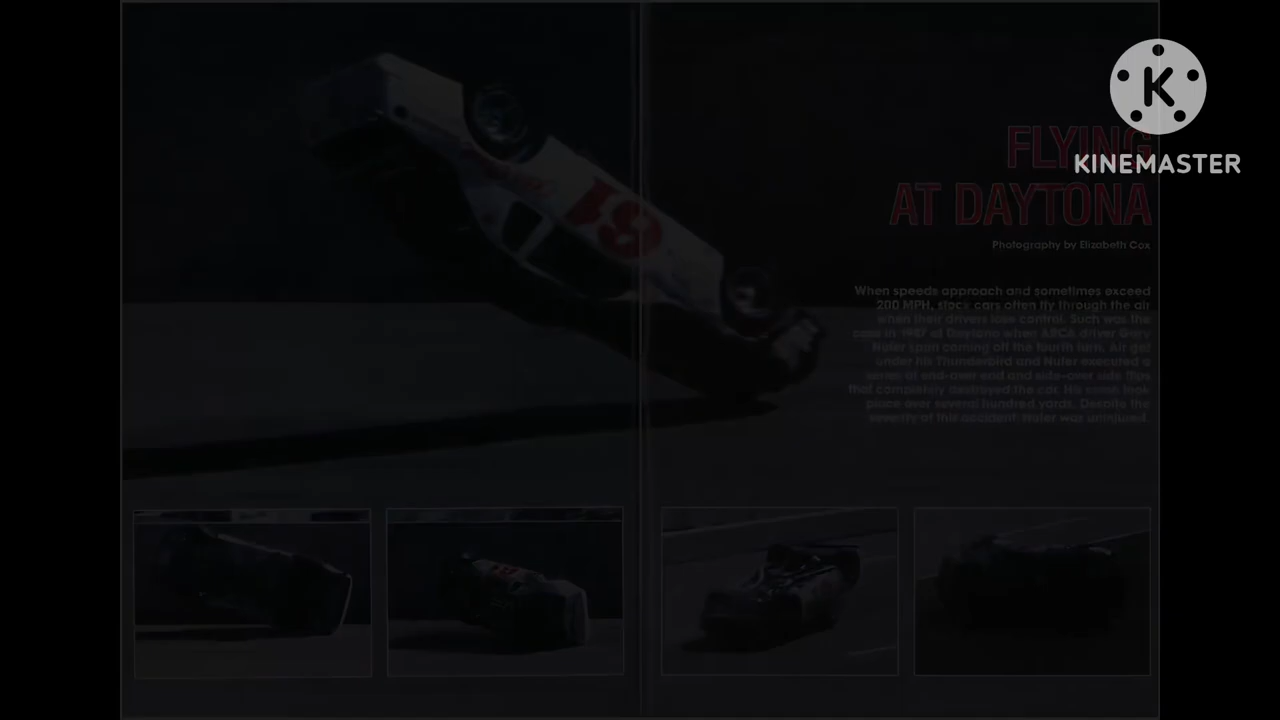 K
KINEMASTER
FLYING
AT DAYTONA
Photography by Elizabeth Cox
When speeds approach and sometimes exceed
200 MPH, stock cars often fly through the air
when their drivers lose control. Such was the
case in 1987 at Daytona when ARCA driver Gary
spun coming off the fourth turn. Air got
under his Thunderbird and executed a
series of end-over end and side-over side flips
that completely destroyed the car. His came took
place over several hundred yards. Despite the
severity of this accident, was uninjured.
19